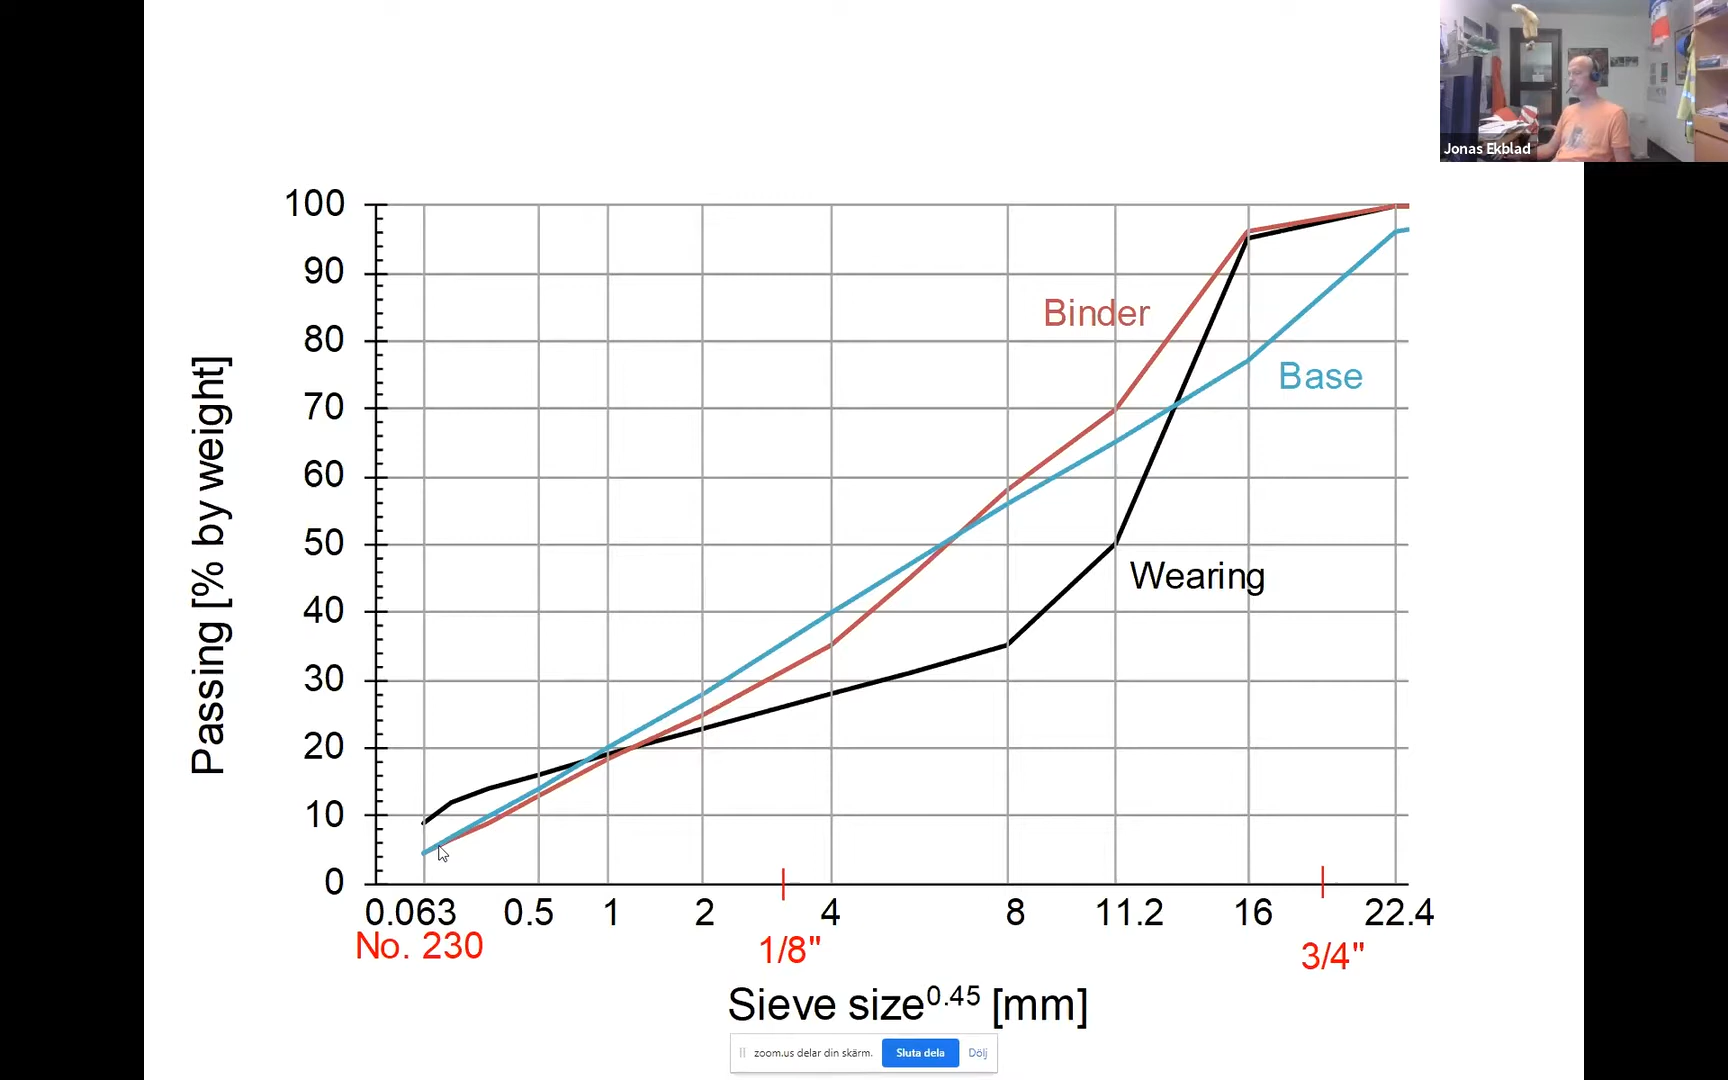 Jonas Ekblad
100
90
80
70
60
50
40
30
20
10
0
Passing [% by weight]
Binder
Base
Wearing
0.063 0.5 1 2 4 8 11.2 16 22.4
No. 230 1/8" 3/4"
Sieve size0.45 [mm]
zoom.us delar din skärm. Sluta dela Dölj